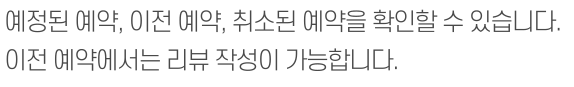 예정된 예약, 이전 예약, 취소된 예약을 확인할 수 있습니다.
이전 예약에서는 리뷰 작성이 가능합니다.